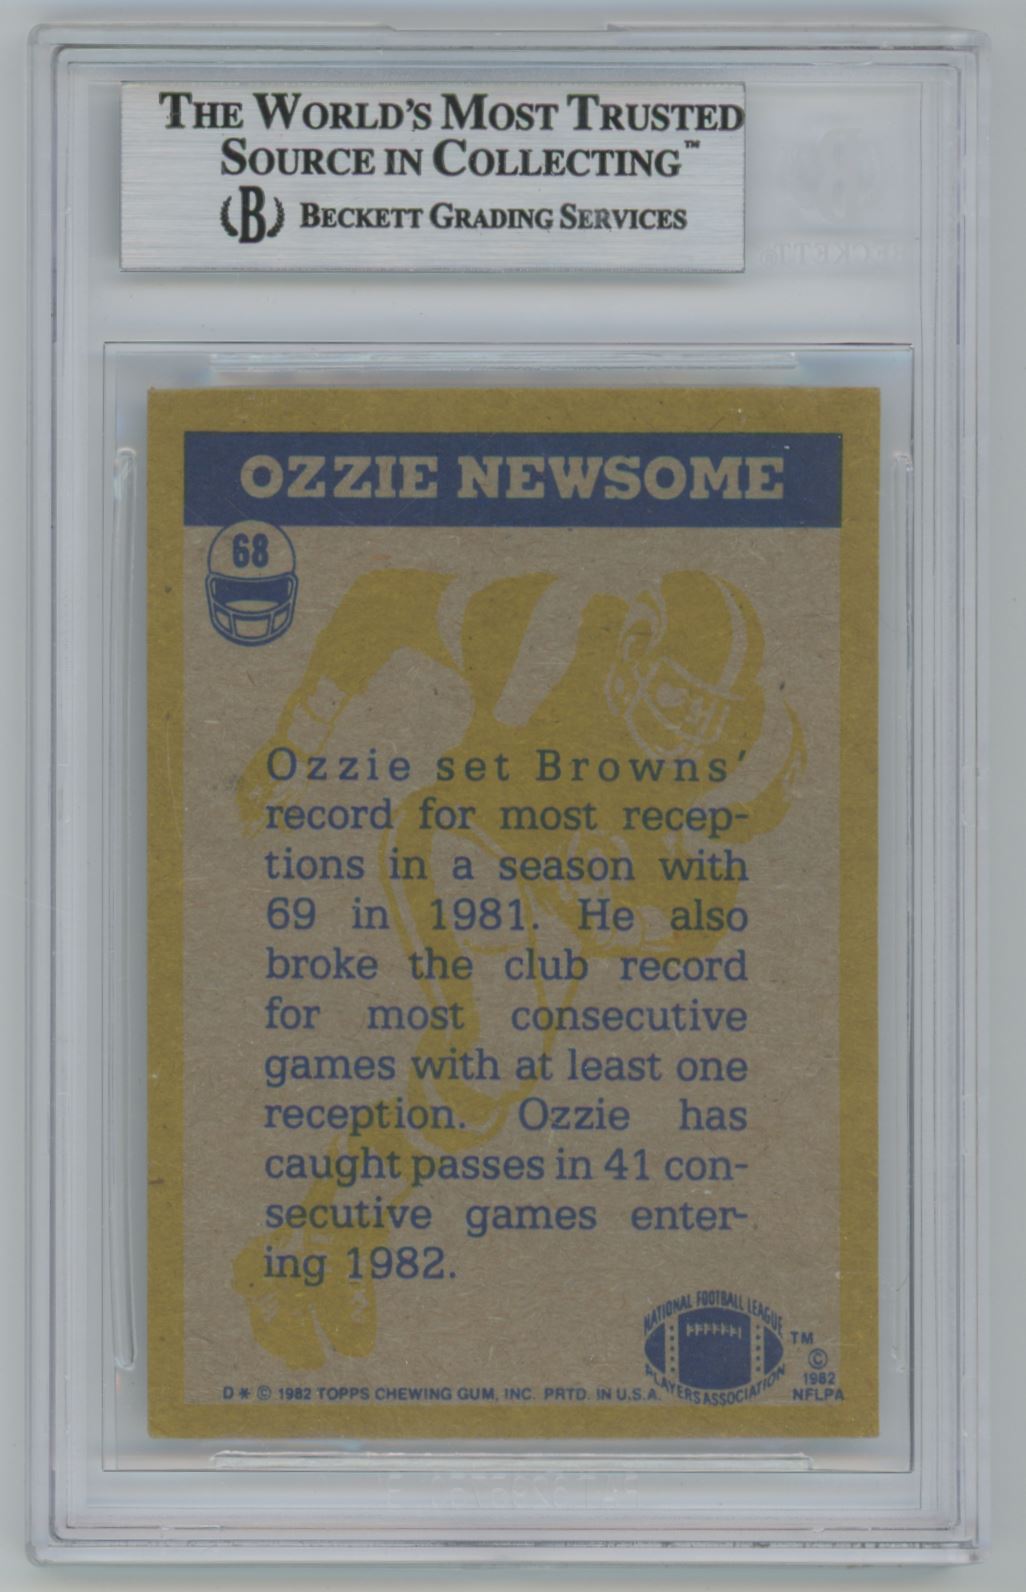 THE WORLD'S MOST TRUSTED
SOURCE IN COLLECTING™
B BECKETT GRADING SERVICES
OZZIE NEWSOME
68
Ozzie set Browns'
record for most recep-
tions in a season with
69 in 1981. He also
broke the club record
for most consecutive
games with at least one
reception. Ozzie has
caught passes in 41 con-
secutive games enter-
ing 1982.
NATIONAL FOOTBALL LEAGUE
PLAYERS ASSOCIATION
TM
©
1982
NFLPA
D * © 1982 TOPPS CHEWING GUM, INC. PRTD. IN U.S.A.